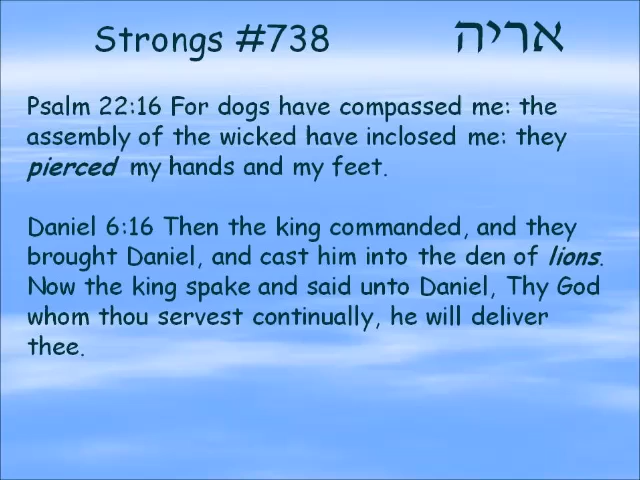 Strongs #738 אריה
Psalm 22:16 For dogs have compassed me: the
assembly of the wicked have inclosed me: they
pierced my hands and my feet.
Daniel 6:16 Then the king commanded, and they
brought Daniel, and cast him into the den of lions.
Now the king spake and said unto Daniel, Thy God
whom thou servest continually, he will deliver
thee.